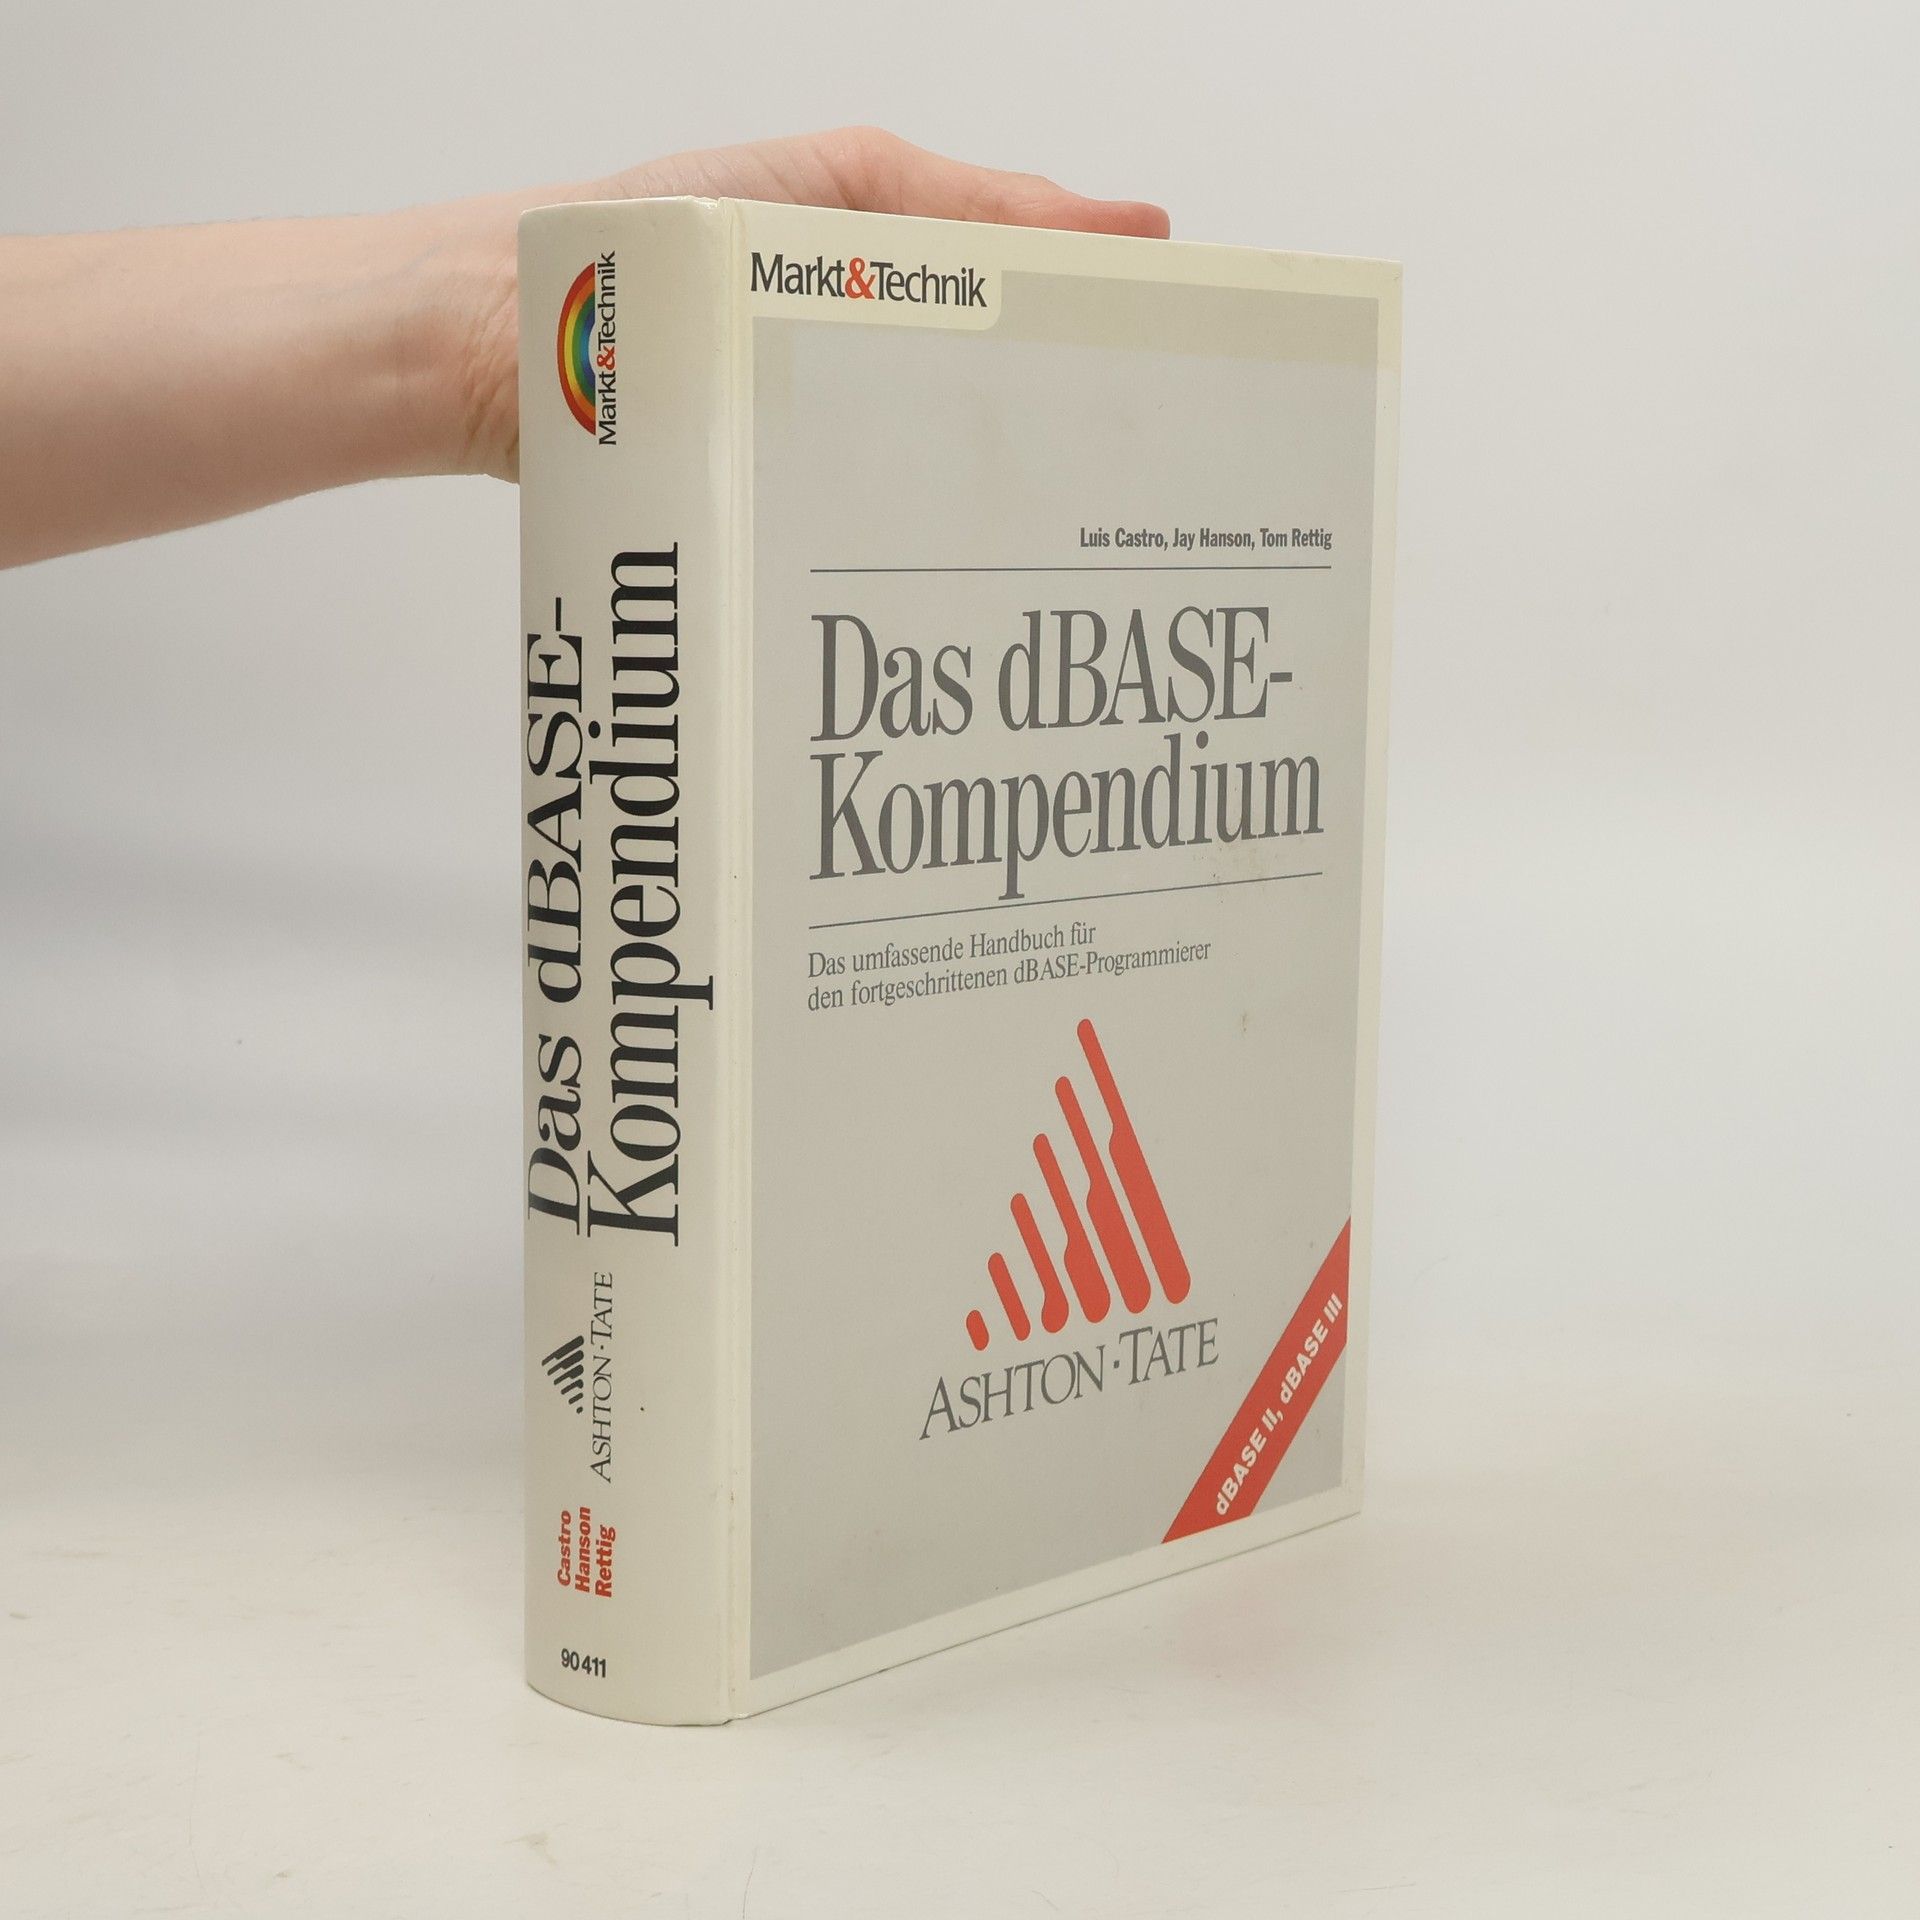 Markt&Technik
Das dBASE-
Kompendium
ASHTON·TATE
Castro
Hanson
Rettig
90411
Markt&Technik
Luis Castro, Jay Hanson, Tom Rettig
Das dBASE-
Kompendium
Das umfassende Handbuch für
den fortgeschrittenen dBASE-Programmierer
ASHTON·TATE
dBASE II, dBASE III